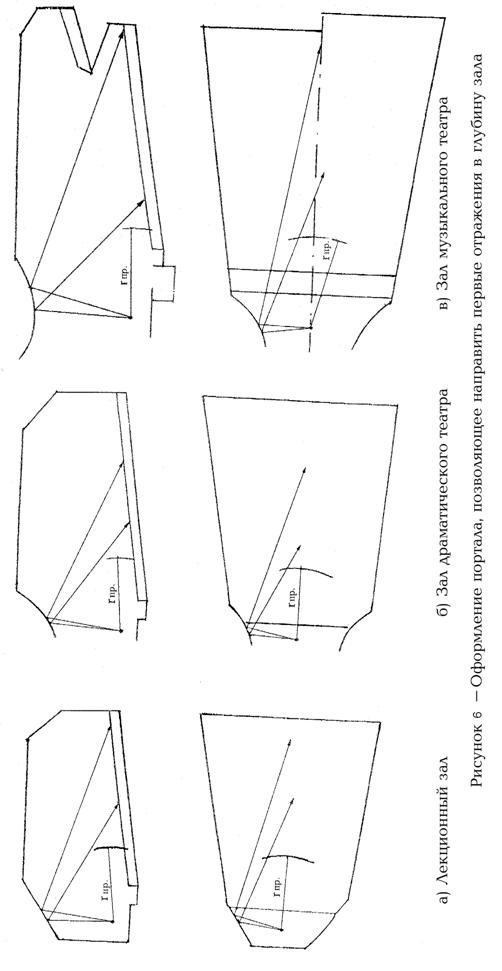 r пр.
r пр.
а) Лекционный зал
r пр.
r пр.
б) Зал драматического театра
r пр.
r пр.
в) Зал музыкального театра
Рисунок 6 — Оформление портала, позволяющее направить первые отражения в глубину зала